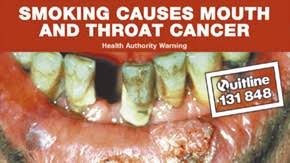 SMOKING CAUSES MOUTH
AND THROAT CANCER
Health Authority Warning
Quitline
131 848